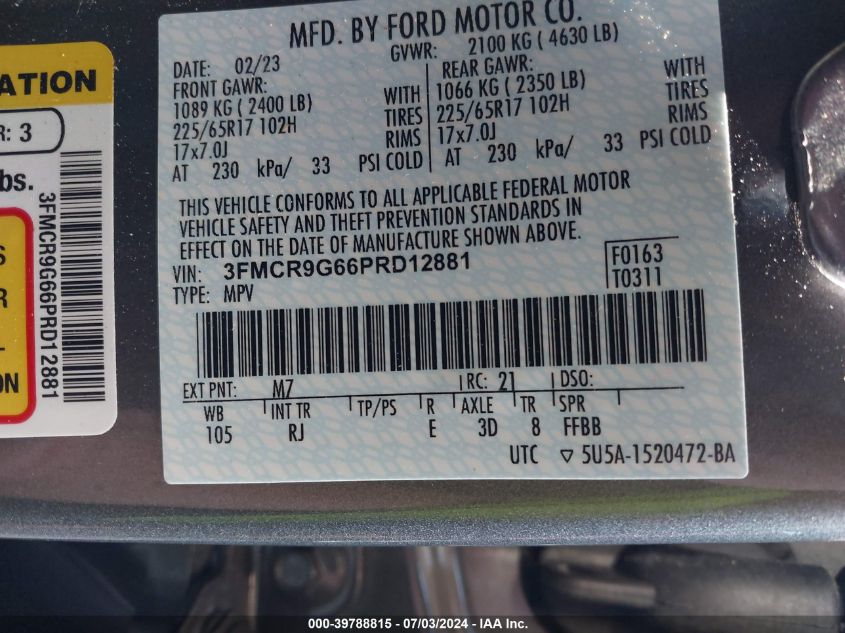 MFD. BY FORD MOTOR CO.
DATE: 02/23 GVWR: 2100 KG ( 4630 LB)
FRONT GAWR: REAR GAWR:
1089 KG ( 2400 LB) WITH 1066 KG ( 2350 LB) WITH
225/65R17 102H TIRES 225/65R17 102H TIRES
17x7.0J RIMS 17x7.0J RIMS
AT 230 kPa/ 33 PSI COLD AT 230 kPa/ 33 PSI COLD
THIS VEHICLE CONFORMS TO ALL APPLICABLE FEDERAL MOTOR
VEHICLE SAFETY AND THEFT PREVENTION STANDARDS IN
EFFECT ON THE DATE OF MANUFACTURE SHOWN ABOVE.
VIN: 3FMCR9G66PRD12881 F0163
TYPE: MPV T0311
EXT PNT: M7 RC: 21 DSO:
WB INT TR TP/PS R AXLE TR SPR
105 RJ E 3D 8 FFBB
UTC ▽ 5U5A-1520472-BA
ATION
R: 3
bs.
3FMCR9G66PRD12881
S
R
L
ON
000-39788815 / 07/03/2024 - IAA Inc.